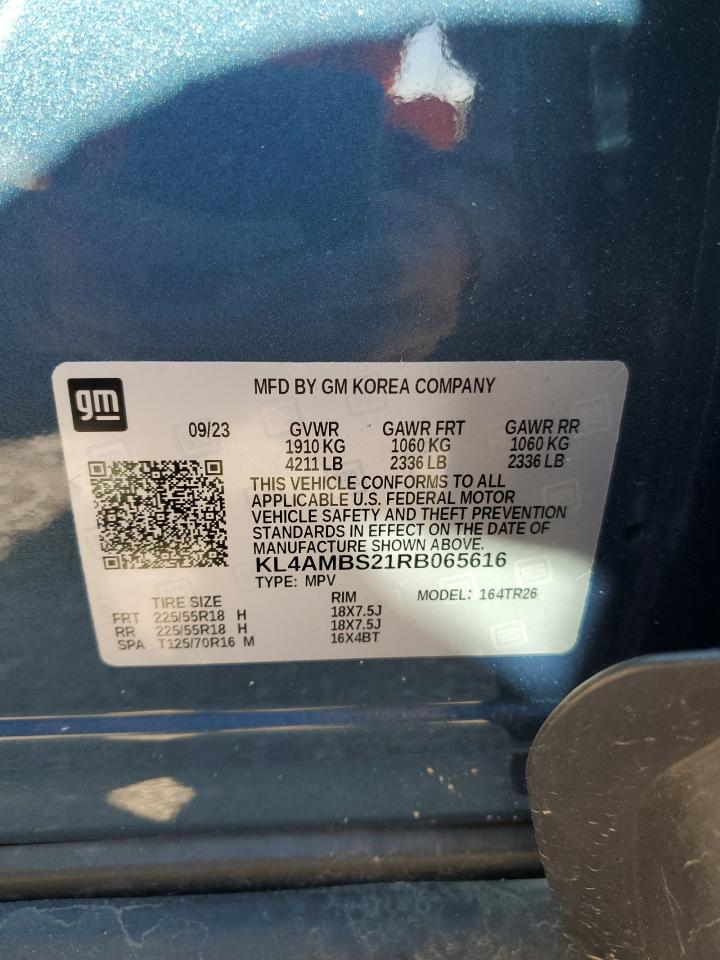 gm
MFD BY GM KOREA COMPANY
09/23 GVWR GAWR FRT GAWR RR
1910 KG 1060 KG 1060 KG
4211 LB 2336 LB 2336 LB
THIS VEHICLE CONFORMS TO ALL
APPLICABLE U.S. FEDERAL MOTOR
VEHICLE SAFETY AND THEFT PREVENTION
STANDARDS IN EFFECT ON THE DATE OF
MANUFACTURE SHOWN ABOVE.
KL4AMBS21RB065616
TYPE: MPV
TIRE SIZE RIM MODEL: 164TR26
FRT 225/55R18 H 18X7.5J
RR 225/55R18 H 18X7.5J
SPA T125/70R16 M 16X4BT